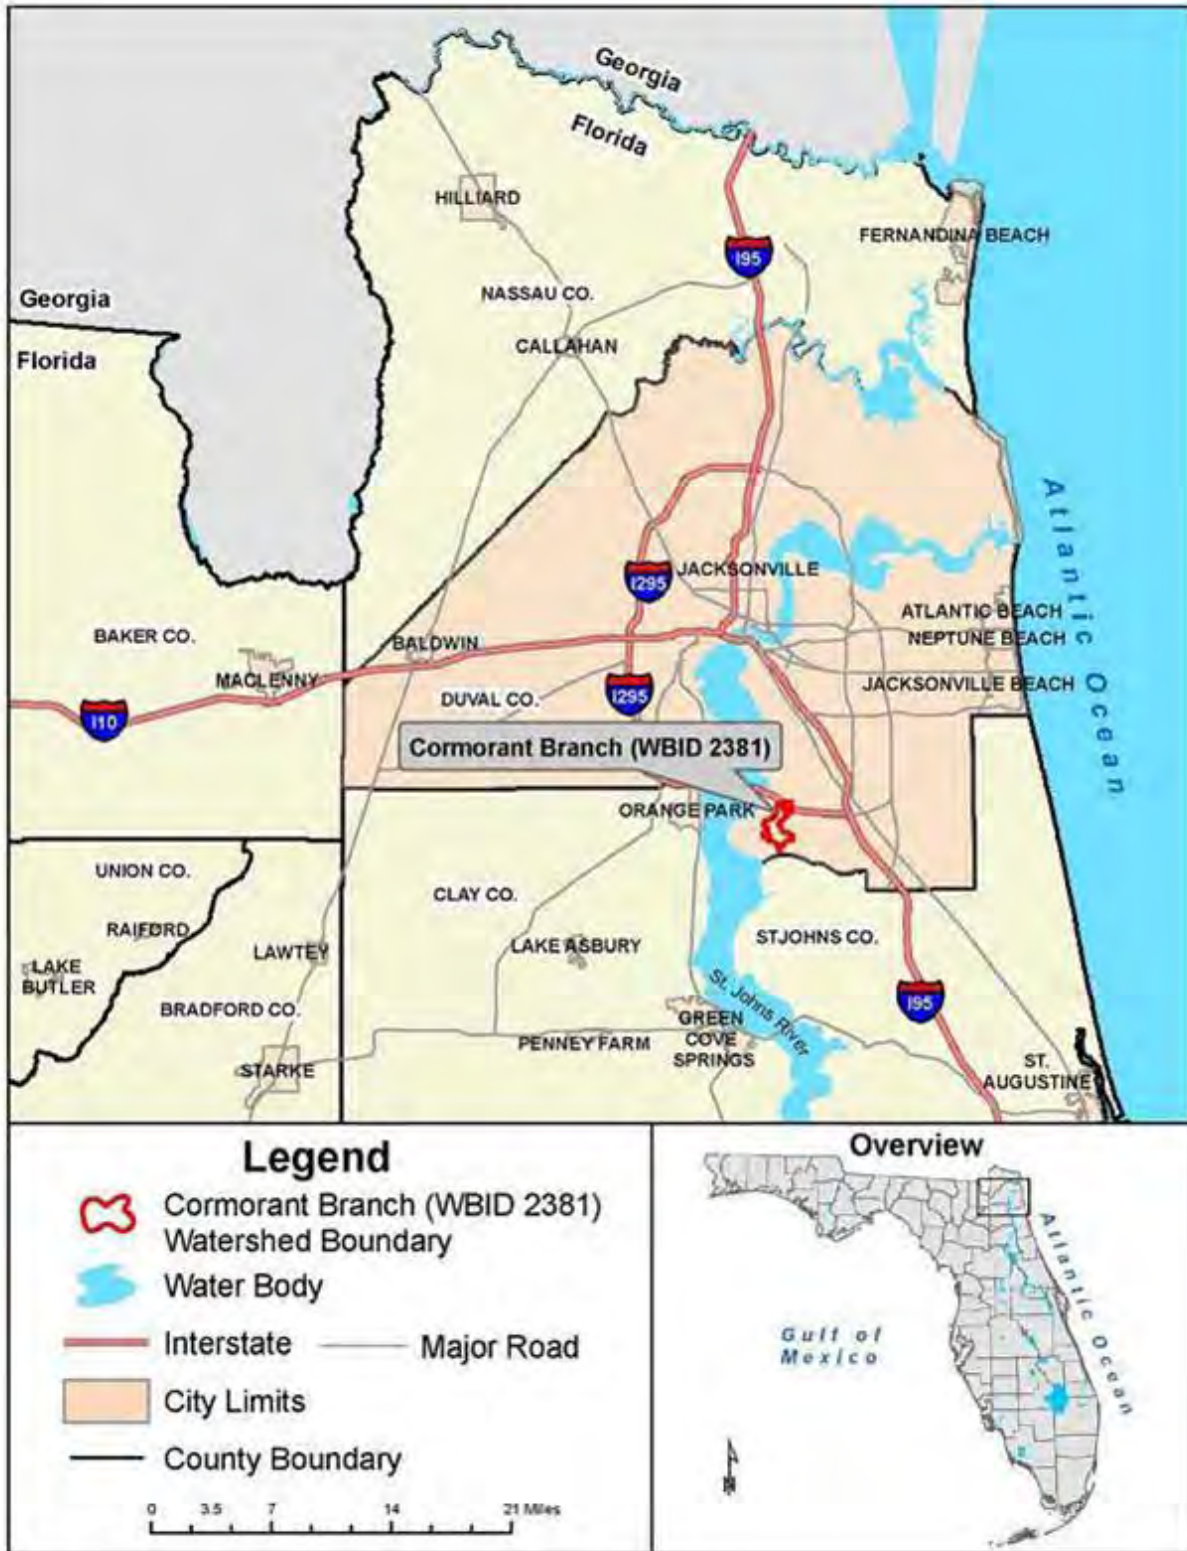 Georgia
Florida
HILLIARD
FERNANDINA BEACH
I95
NASSAU CO.
Georgia
CALLAHAN
Florida
Atlantic Ocean
JACKSONVILLE
I295
ATLANTIC BEACH
BAKER CO.
BALDWIN
NEPTUNE BEACH
MACLENNY
JACKSONVILLE BEACH
I295
DUVAL CO.
I10
Cormorant Branch (WBID 2381)
ORANGE PARK
UNION CO.
CLAY CO.
RAIFORD
STJOHNS CO.
LAWTEY
LAKE ASBURY
LAKE
BUTLER
BRADFORD CO.
St. Johns River
I95
GREEN
COVE
SPRINGS
PENNEY FARM
STARKE
ST.
AUGUSTINE
Legend
Cormorant Branch (WBID 2381)
Watershed Boundary
Water Body
Interstate
Major Road
City Limits
County Boundary
0 3.5 7 14 21 Miles
Overview
Atlantic Ocean
Gulf of
Mexico